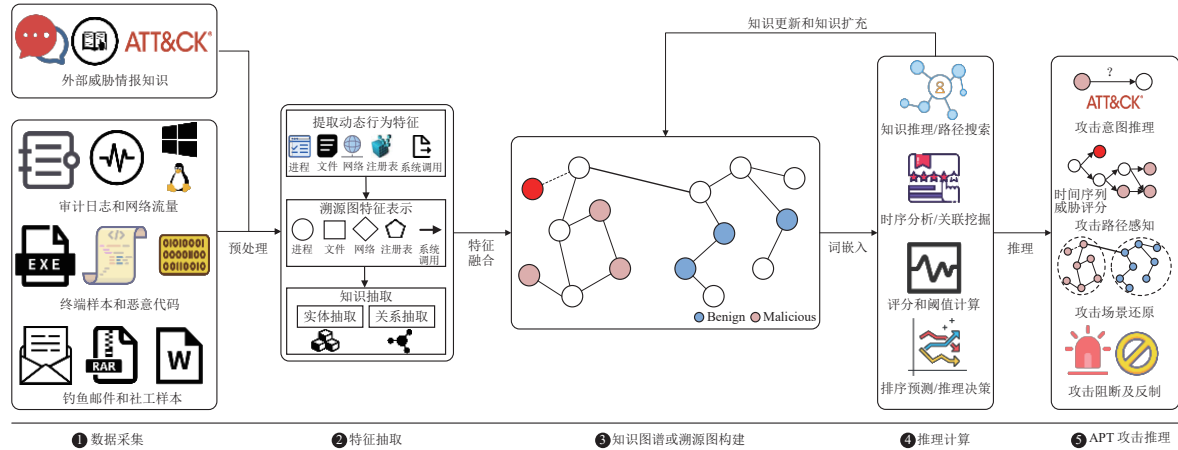 ATT&CK®
外部威胁情报知识
审计日志和网络流量
EXE
01010001
终端样本和恶意代码
RAR
W
钓鱼邮件和社工样本
预处理
提取动态行为特征
进程 文件 网络 注册表 系统调用
溯源图特征表示
进程 文件 网络 注册表 系统
调用
知识抽取
实体抽取 关系抽取
特征
融合
知识更新和知识扩充
Benign Malicious
词嵌入
知识推理/路径搜索
时序分析/关联挖掘
评分和阈值计算
排序预测/推理决策
推理
?
ATT&CK®
攻击意图推理
时间序列
威胁评分
攻击路径感知
攻击场景还原
攻击阻断及反制
1 数据采集
2 特征抽取
3 知识图谱或溯源图构建
4 推理计算
5 APT 攻击推理